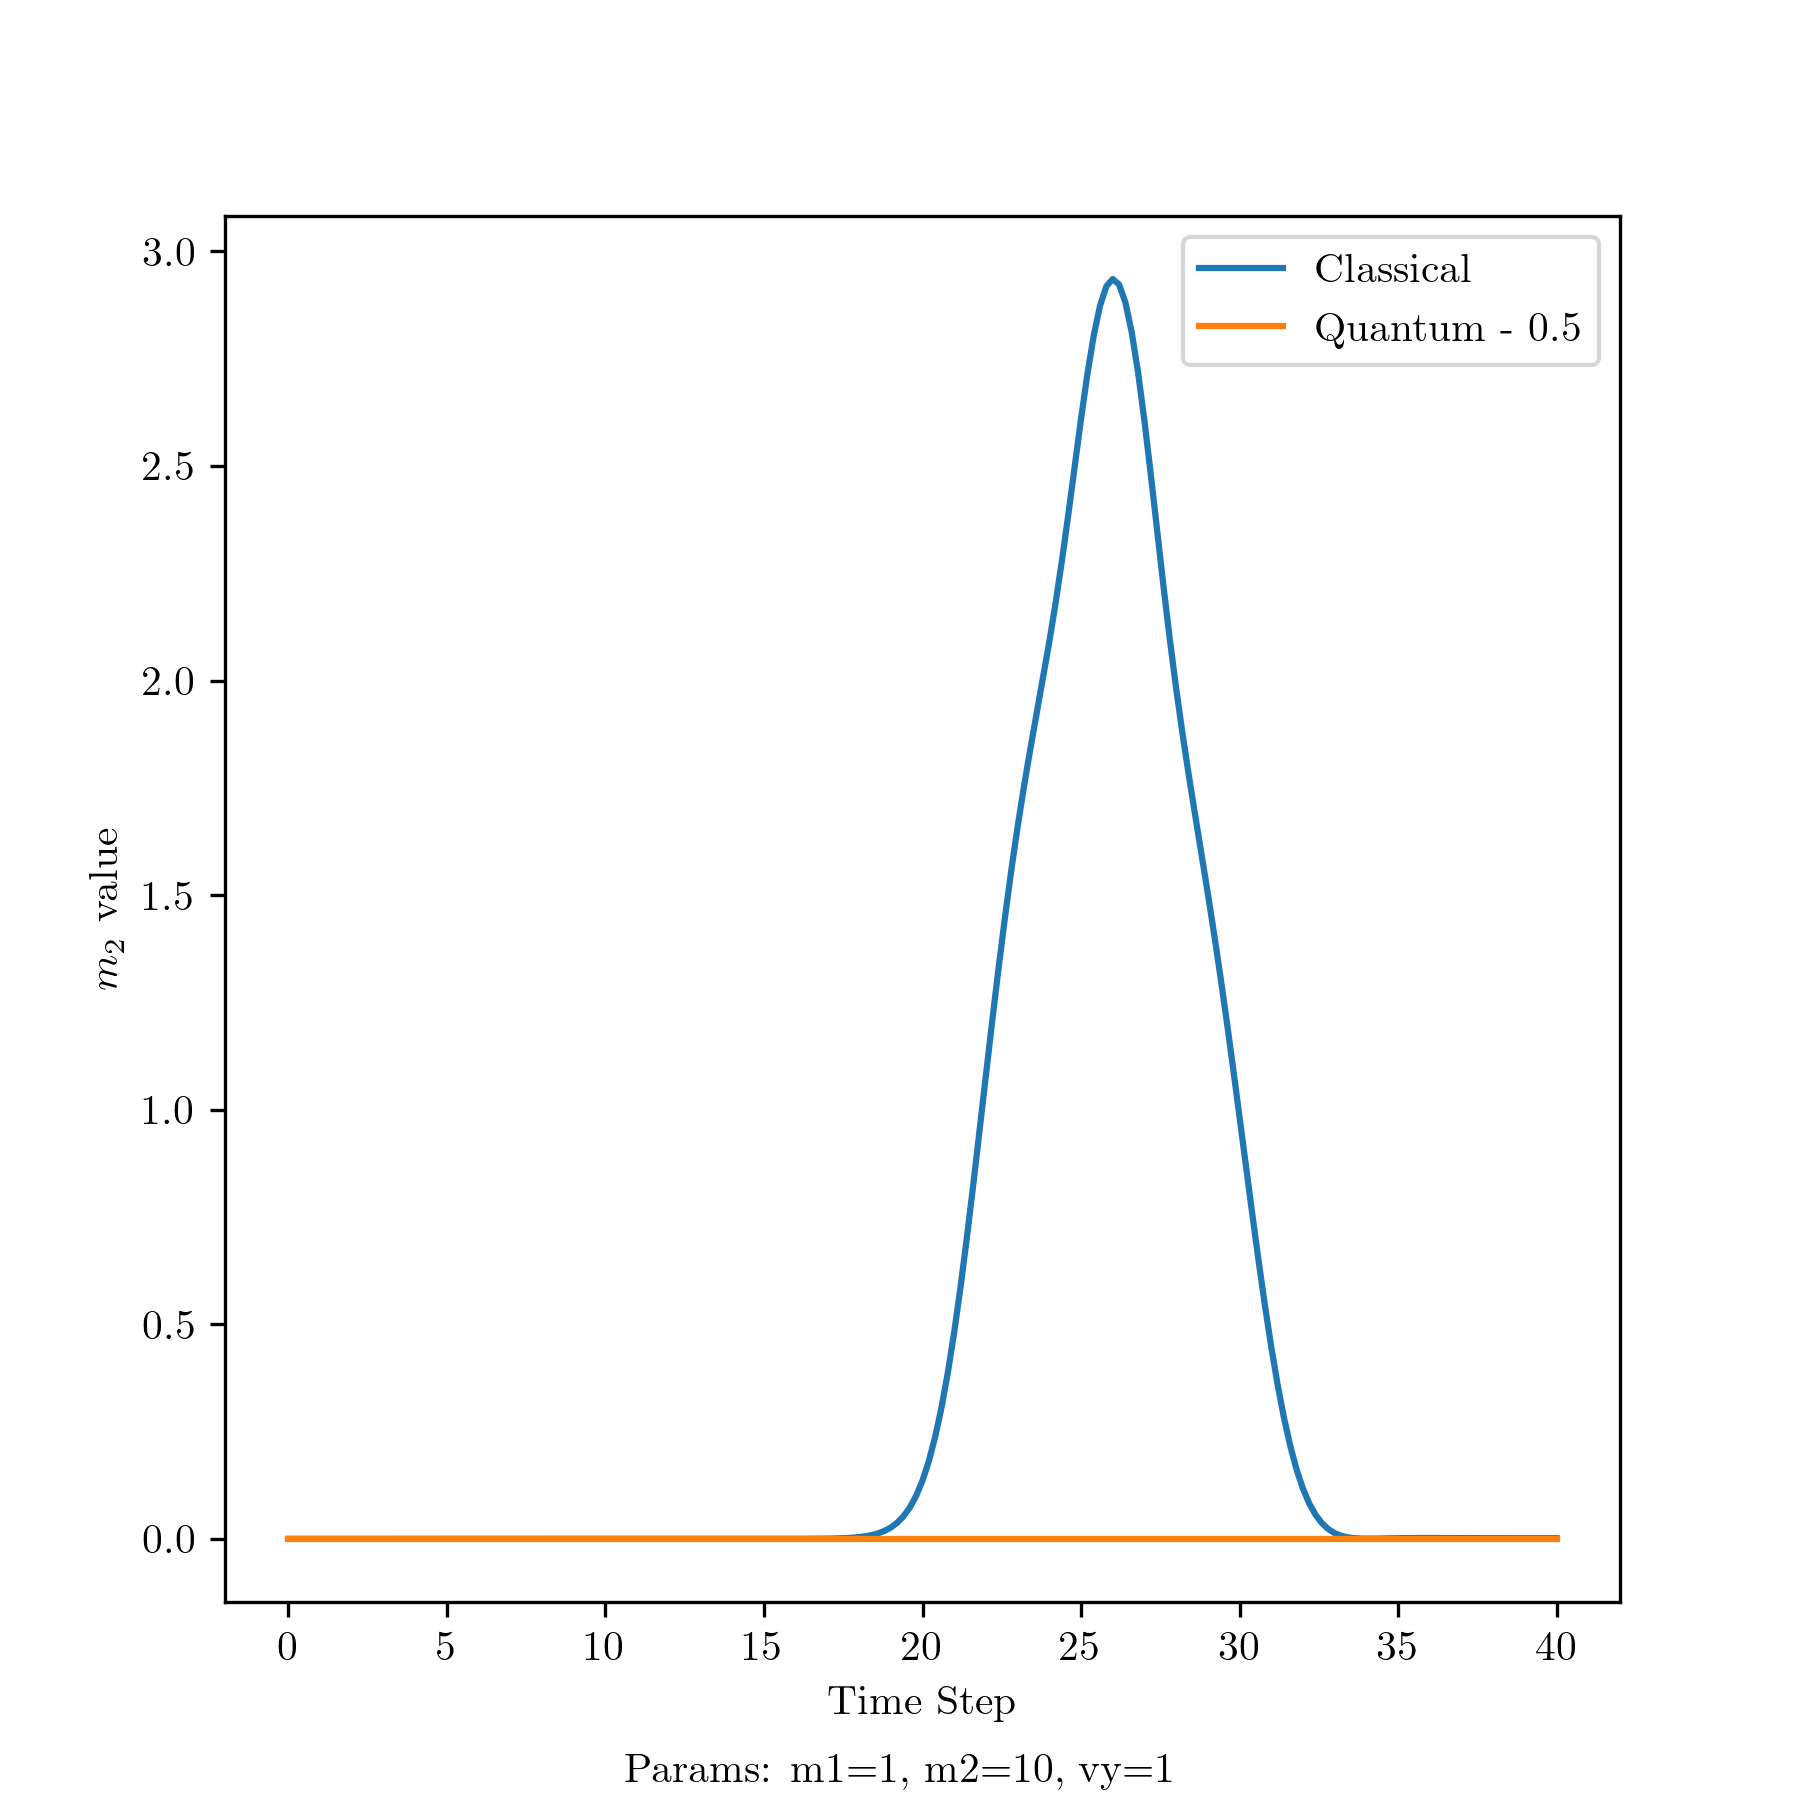 Classical
Quantum - 0.5
3.0
2.5
2.0
1.5
1.0
0.5
0.0
m₂ value
0 5 10 15 20 25 30 35 40
Time Step
Params: m1=1, m2=10, vy=1